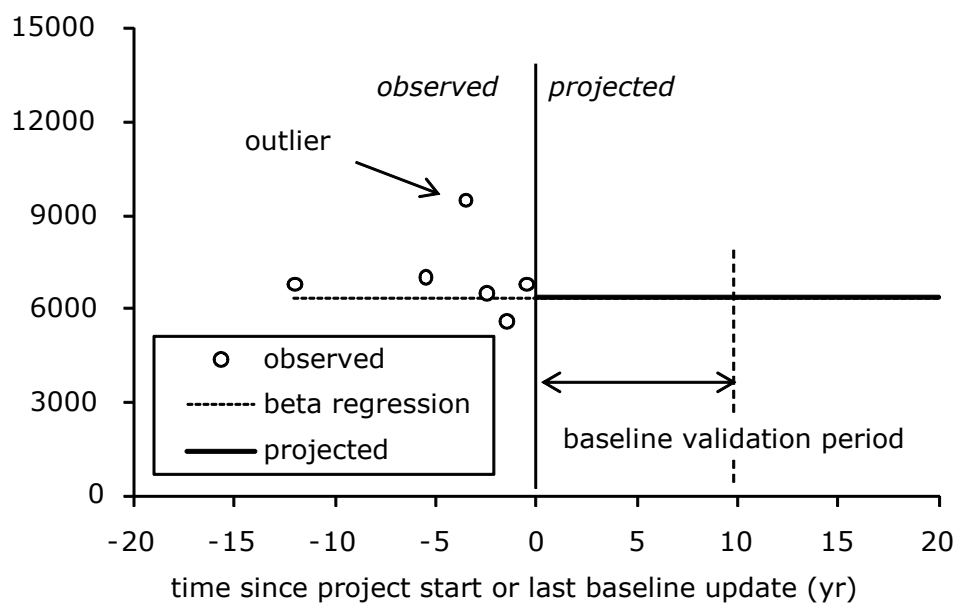 15000
12000
9000
6000
3000
0
observed
projected
outlier
observed
beta regression
projected
baseline validation period
-20 -15 -10 -5 0 5 10 15 20
time since project start or last baseline update (yr)